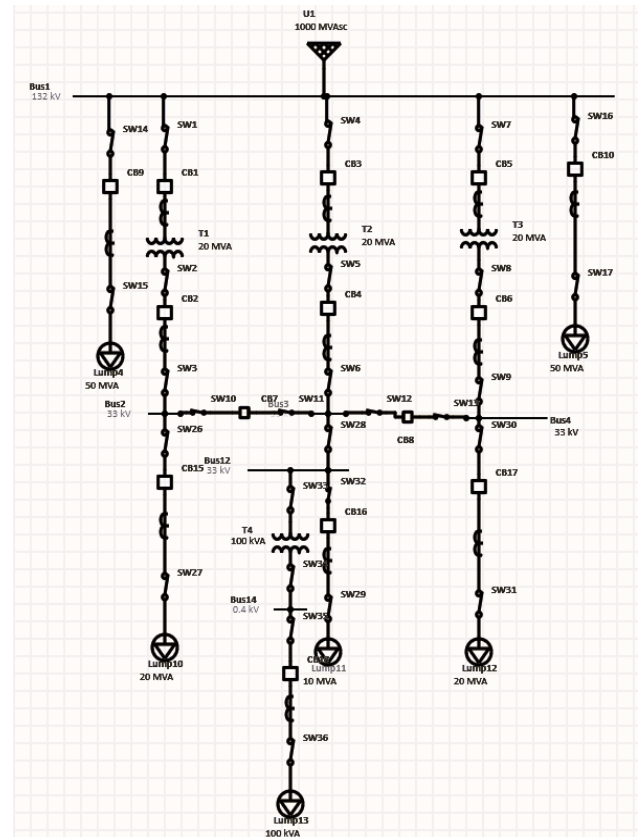 U1
1000 MVAsc
Bus1
132 kV
SW14
SW1
SW4
SW7
SW16
CB9
CB1
CB3
CB5
CB10
T1
20 MVA
T2
20 MVA
T3
20 MVA
SW15
SW2
SW5
SW8
SW17
CB2
CB4
CB6
Lump4
50 MVA
Lump5
50 MVA
SW3
SW6
SW9
Bus2
33 kV
SW10
CB7
Bus3
SW11
SW12
CB8
SW13
Bus4
33 kV
SW26
SW28
SW30
CB15
Bus12
33 kV
SW33
SW32
CB17
T4
100 kVA
CB16
SW27
SW29
SW31
Bus14
0.4 kV
SW35
Lump10
20 MVA
Lump11
10 MVA
Lump12
20 MVA
SW36
Lump13
100 kVA